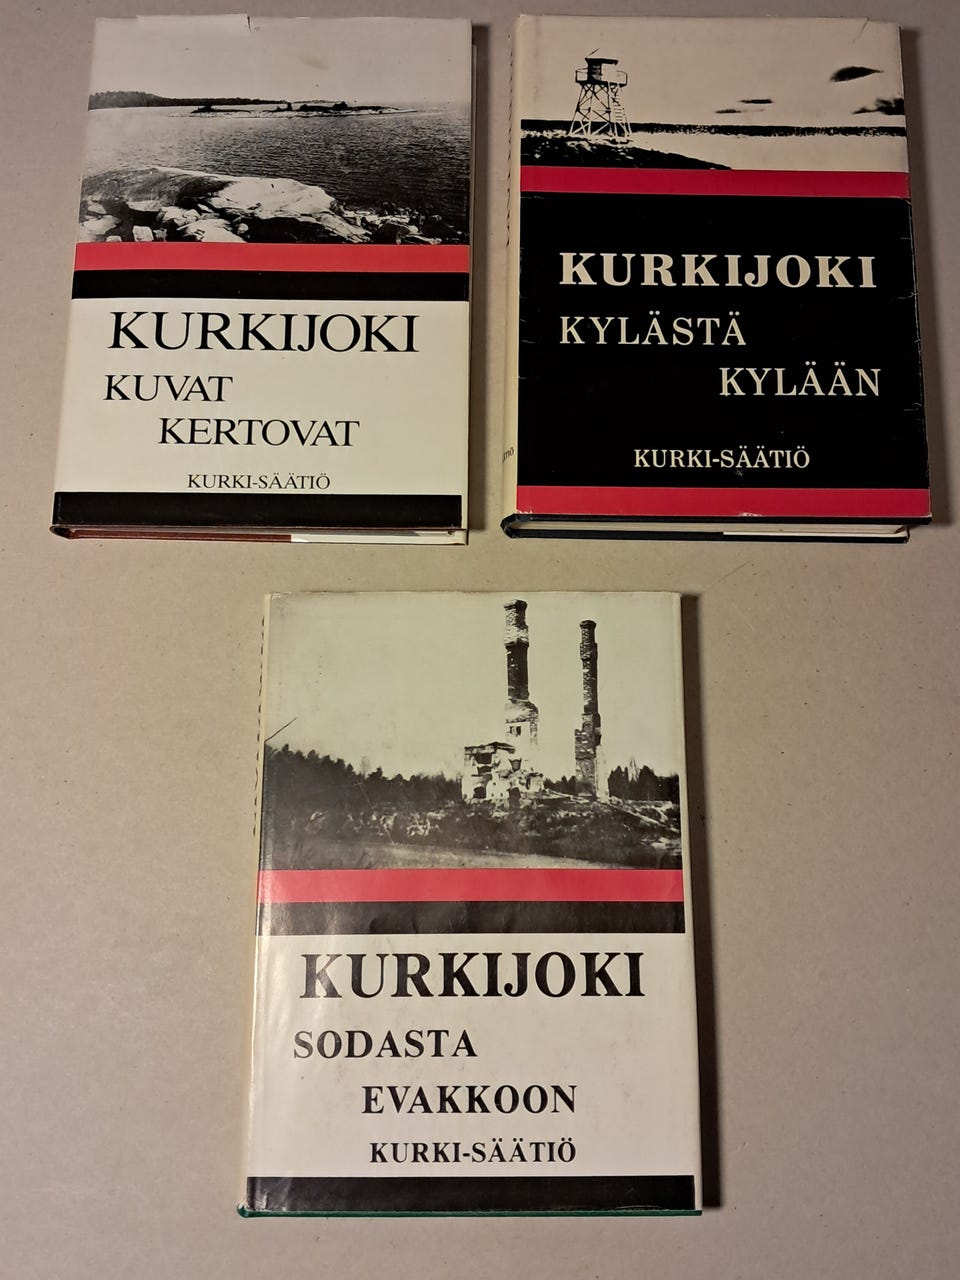 KURKIJOKI
KUVAT
KERTOVAT
KURKI-SÄÄTIÖ
KURKIJOKI
KYLÄSTÄ
KYLÄÄN
KURKI-SÄÄTIÖ
KURKIJOKI
SODASTA
EVAKKOON
KURKI-SÄÄTIÖ